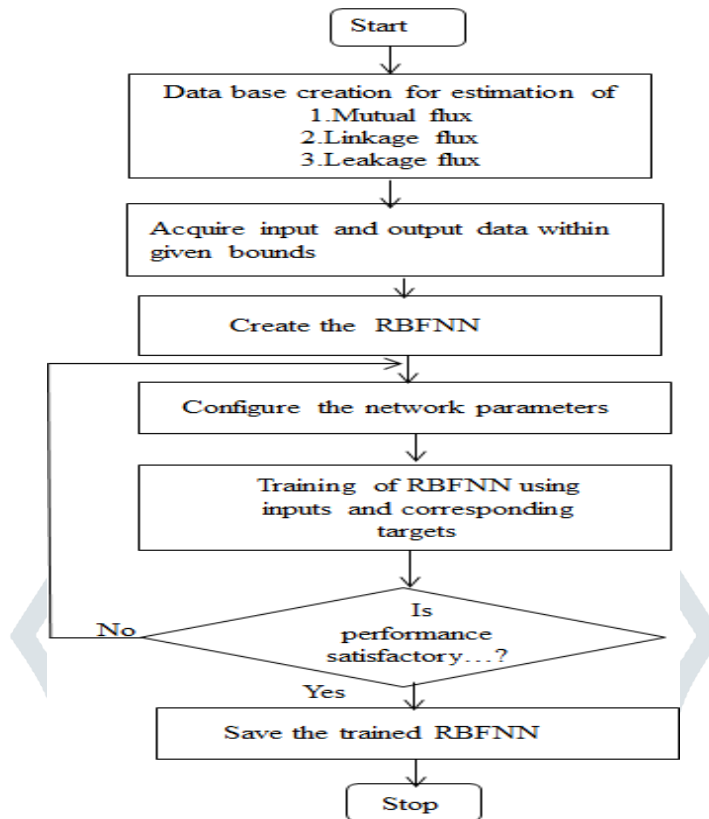 Start
Data base creation for estimation of
1.Mutual flux
2.Linkage flux
3.Leakage flux
Acquire input and output data within
given bounds
Create the RBFNN
Configure the network parameters
Training of RBFNN using
inputs and corresponding
targets
Is
performance
satisfactory...?
No
Yes
Save the trained RBFNN
Stop